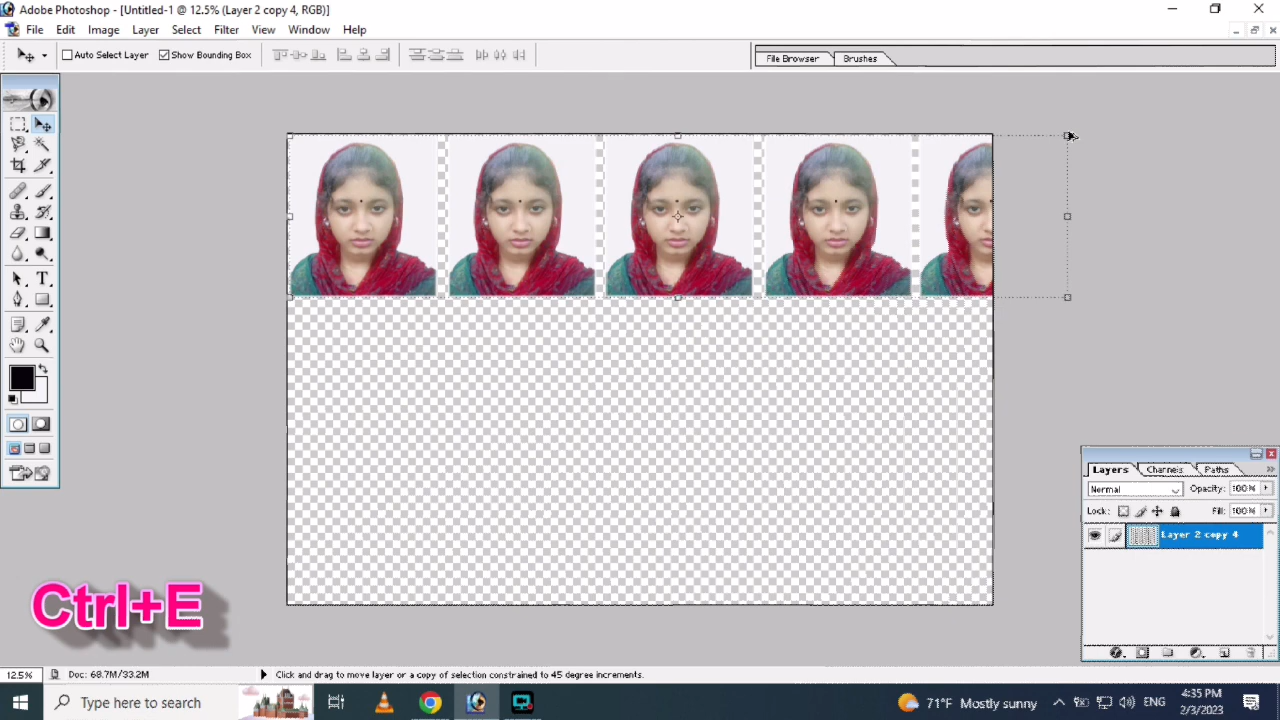 Adobe Photoshop - [Untitled-1 @ 12.5% (Layer 2 copy 4, RGB)]
File Edit Image Layer Select Filter View Window Help
Auto Select Layer Show Bounding Box
File Browser Brushes
Layers Channels Paths
Normal Opacity: 100%
Lock: Fill: 100%
Layer 2 copy 4
Ctrl+E
12.5% Doc: 68.7M/33.2M Click and drag to move layer or a copy of selection constrained to 45 degree increments.
Type here to search
71°F Mostly sunny
ENG
4:35 PM
2/3/2023